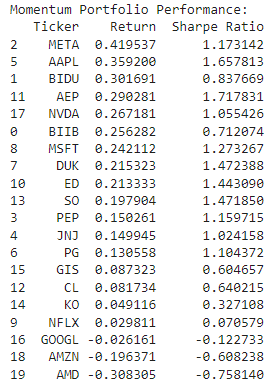 Momentum Portfolio Performance:
Ticker Return Sharpe Ratio
2 META 0.419537 1.173142
5 AAPL 0.359200 1.657813
1 BIDU 0.301691 0.837669
11 AEP 0.290281 1.717831
17 NVDA 0.267181 1.055426
0 BIIB 0.256282 0.712074
8 MSFT 0.242112 1.273267
7 DUK 0.215323 1.472388
10 ED 0.213333 1.443090
13 SO 0.197904 1.471850
3 PEP 0.150261 1.159715
4 JNJ 0.149945 1.024158
6 PG 0.130558 1.104372
15 GIS 0.087323 0.604657
12 CL 0.081734 0.640215
14 KO 0.049116 0.327108
9 NFLX 0.029811 0.070579
16 GOOGL -0.026161 -0.122733
18 AMZN -0.196371 -0.608238
19 AMD -0.308305 -0.758140